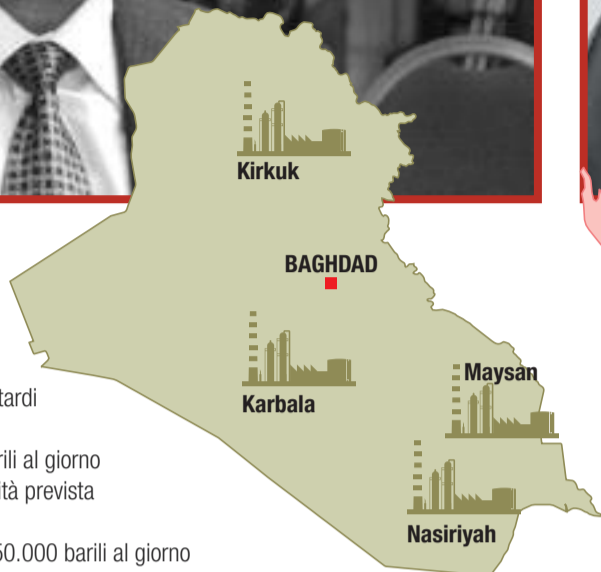 Kirkuk
BAGHDAD
Maysan
Karbala
Nasiriyah
tardi
rili al giorno
ità prevista
50.000 barili al giorno